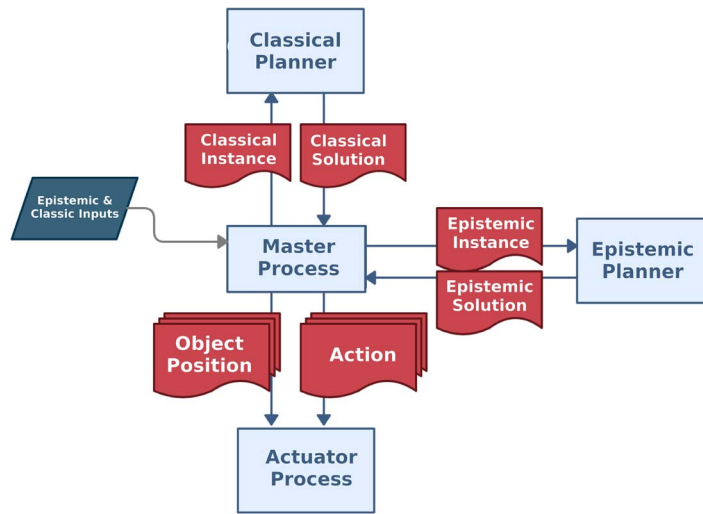 Classical
Planner
Classical
Instance
Classical
Solution
Epistemic &
Classic Inputs
Master
Process
Epistemic
Instance
Epistemic
Planner
Epistemic
Solution
Object
Position
Action
Actuator
Process